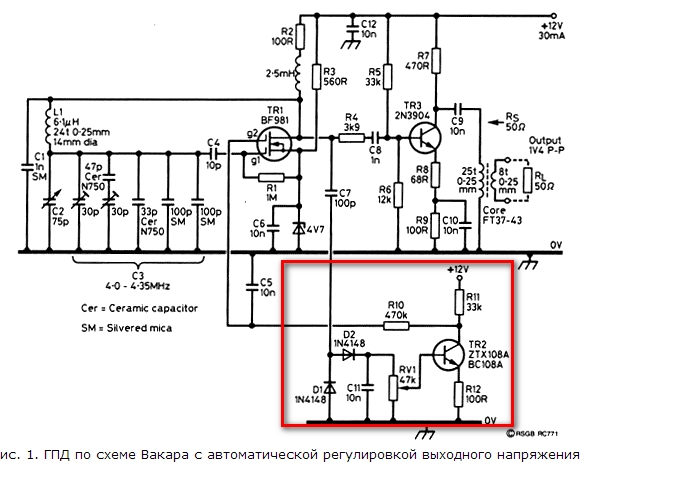 +12V
30mA
C12
10n
R2
100R
2·5mH
R3
560R
R5
33k
R7
470R
L1
6·1μH
24t 0·25mm
14mm dia
TR1
BF981
g2
g1
R4
3k9
C8
1n
TR3
2N3904
C9
10n
RS
50Ω
Output
1V4 P-P
C1
1n
SM
C2
75p
47p
Cer
N750
30p
30p
33p
Cer
N750
100p
SM
100p
SM
C4
10p
R1
1M
C6
10n
4V7
C7
100p
R6
12k
R8
68R
R9
100R
C10
10n
25t
0·25
mm
8t
0·25
mm
RL
50Ω
Core
FT37-43
0V
C3
4·0 - 4·35MHz
Cer = Ceramic capacitor
SM = Silvered mica
C5
10n
+12V
R10
470k
R11
33k
D2
1N4148
TR2
ZTX108A
BC108A
D1
1N4148
C11
10n
RV1
47k
R12
100R
0V
©RSGB RC771
ис. 1. ГПД по схеме Вакара с автоматической регулировкой выходного напряжения